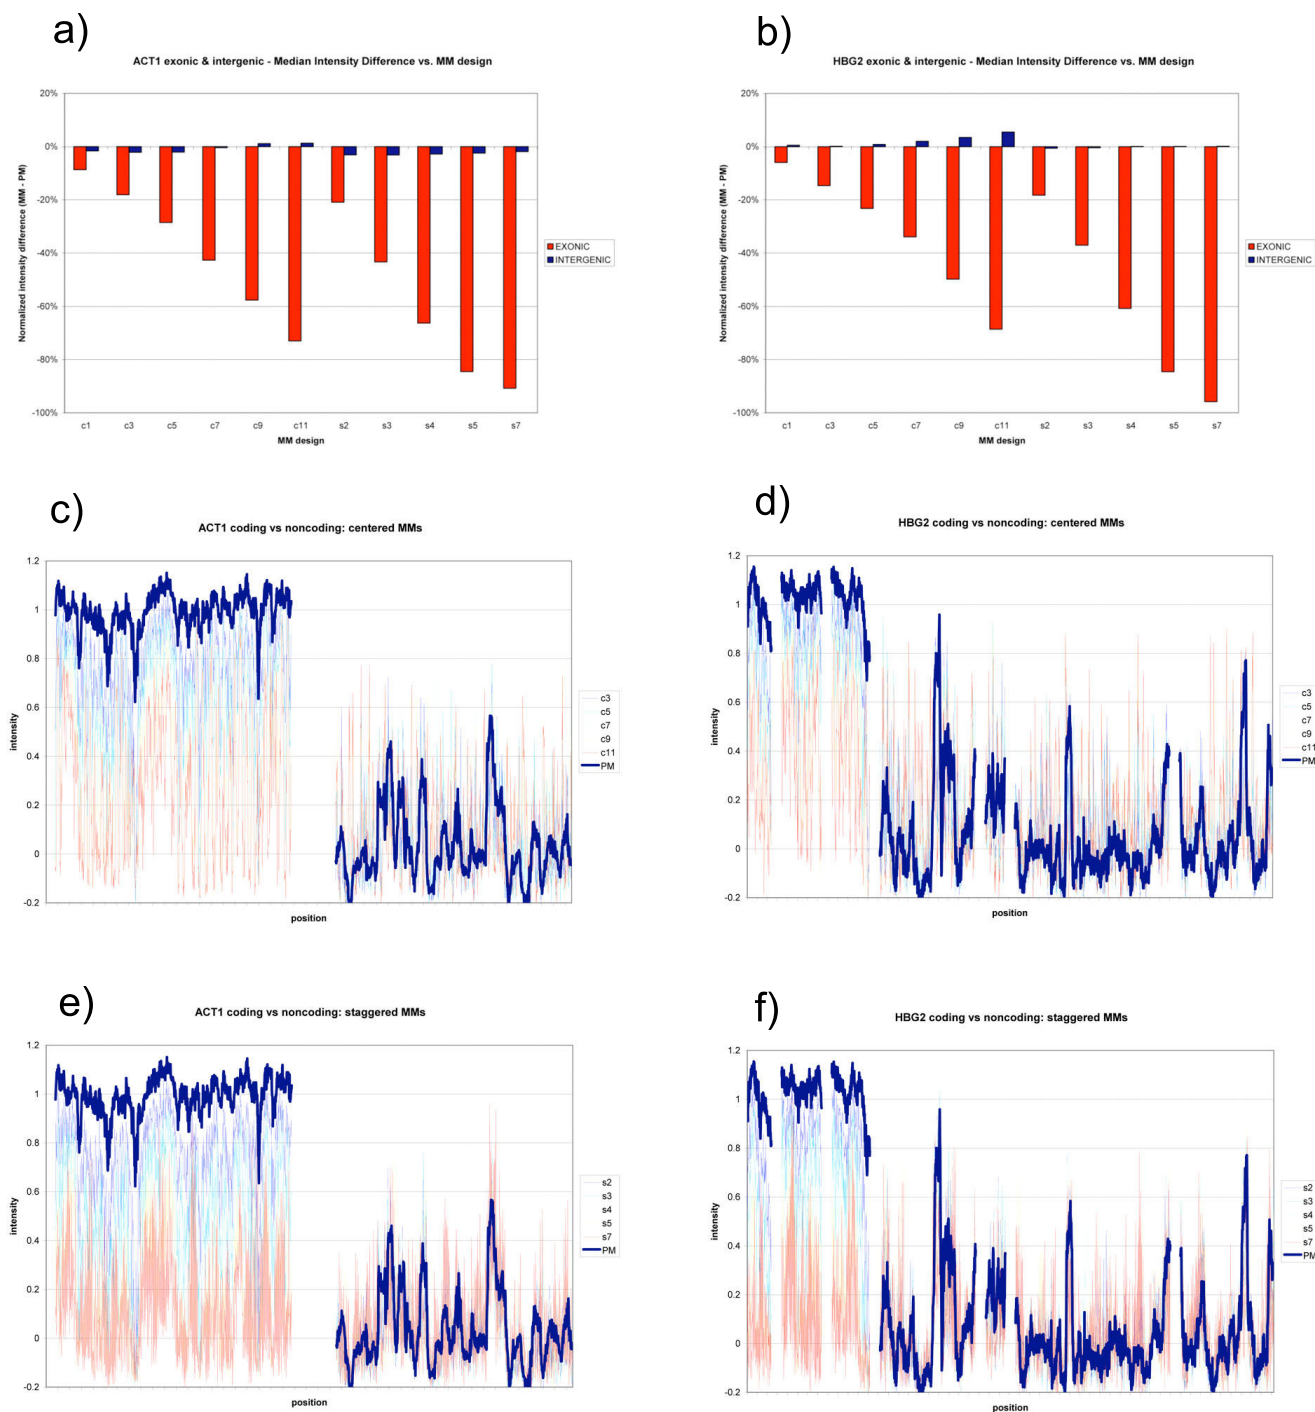 a)
ACT1 exonic & intergenic - Median Intensity Difference vs. MM design
20%
0%
-20%
-40%
-60%
-80%
-100%
Normalized intensity difference (MM - PM)
c1 c3 c5 c7 c9 c11 s2 s3 s4 s5 s7
MM design
EXONIC
INTERGENIC
b)
HBG2 exonic & intergenic - Median Intensity Difference vs. MM design
20%
0%
-20%
-40%
-60%
-80%
-100%
Normalized intensity difference (MM - PM)
c1 c3 c5 c7 c9 c11 s2 s3 s4 s5 s7
MM design
EXONIC
INTERGENIC
c)
ACT1 coding vs noncoding: centered MMs
1.2
1
0.8
0.6
0.4
0.2
0
-0.2
intensity
position
c3
c5
c7
c9
c11
PM
d)
HBG2 coding vs noncoding: centered MMs
1.2
1
0.8
0.6
0.4
0.2
0
-0.2
intensity
position
c3
c5
c7
c9
c11
PM
e)
ACT1 coding vs noncoding: staggered MMs
1.2
1
0.8
0.6
0.4
0.2
0
-0.2
intensity
position
s2
s3
s4
s5
s7
PM
f)
HBG2 coding vs noncoding: staggered MMs
1.2
1
0.8
0.6
0.4
0.2
0
-0.2
intensity
position
s2
s3
s4
s5
s7
PM